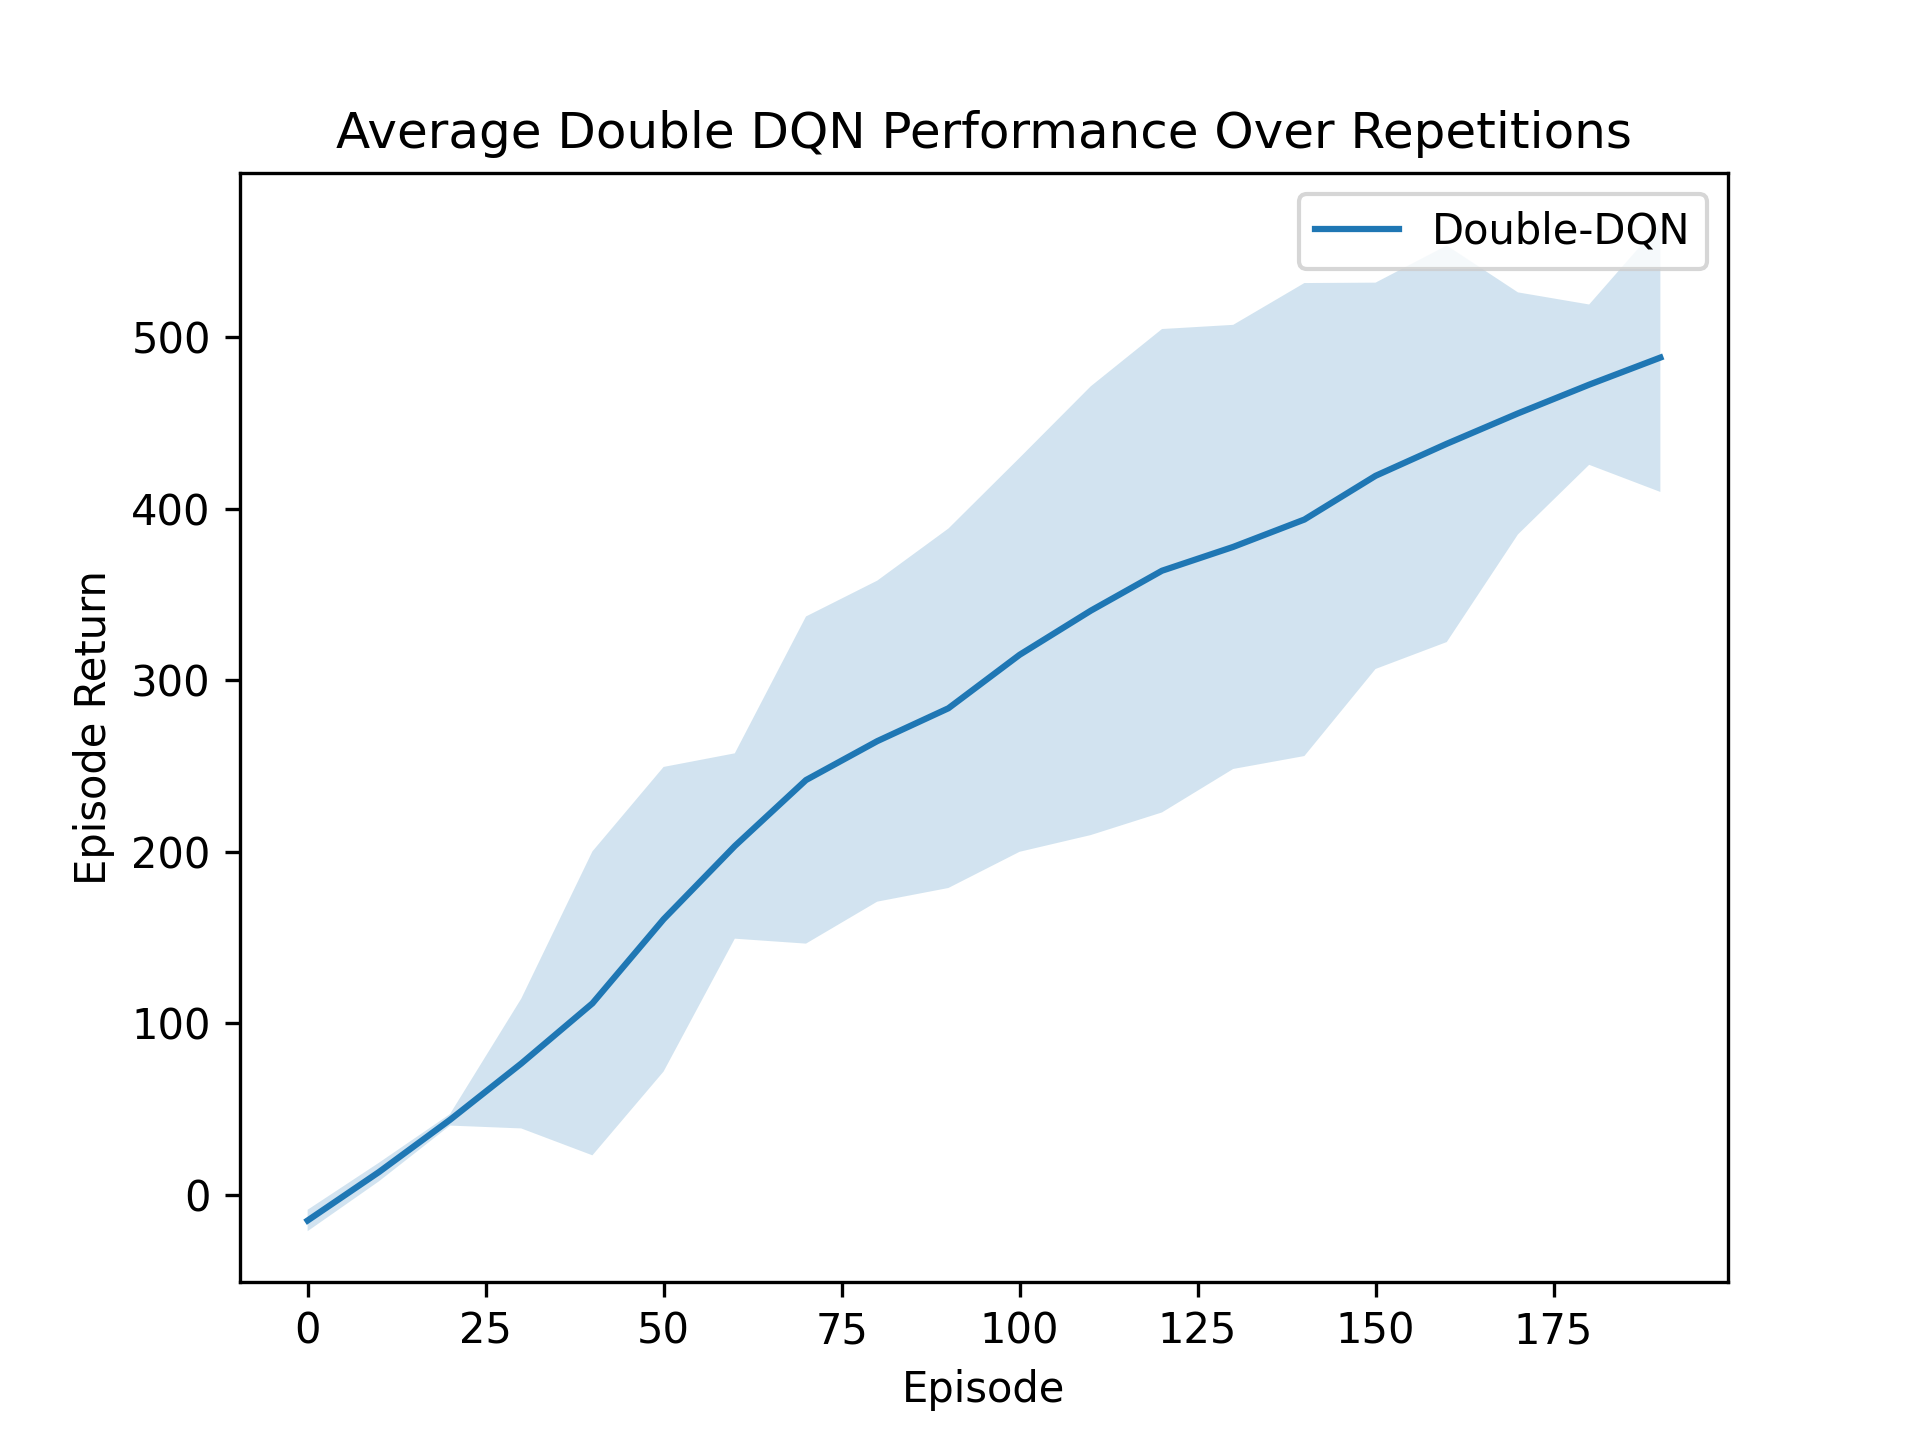 Average Double DQN Performance Over Repetitions
Double-DQN
Episode Return
500
400
300
200
100
0
0 25 50 75 100 125 150 175
Episode